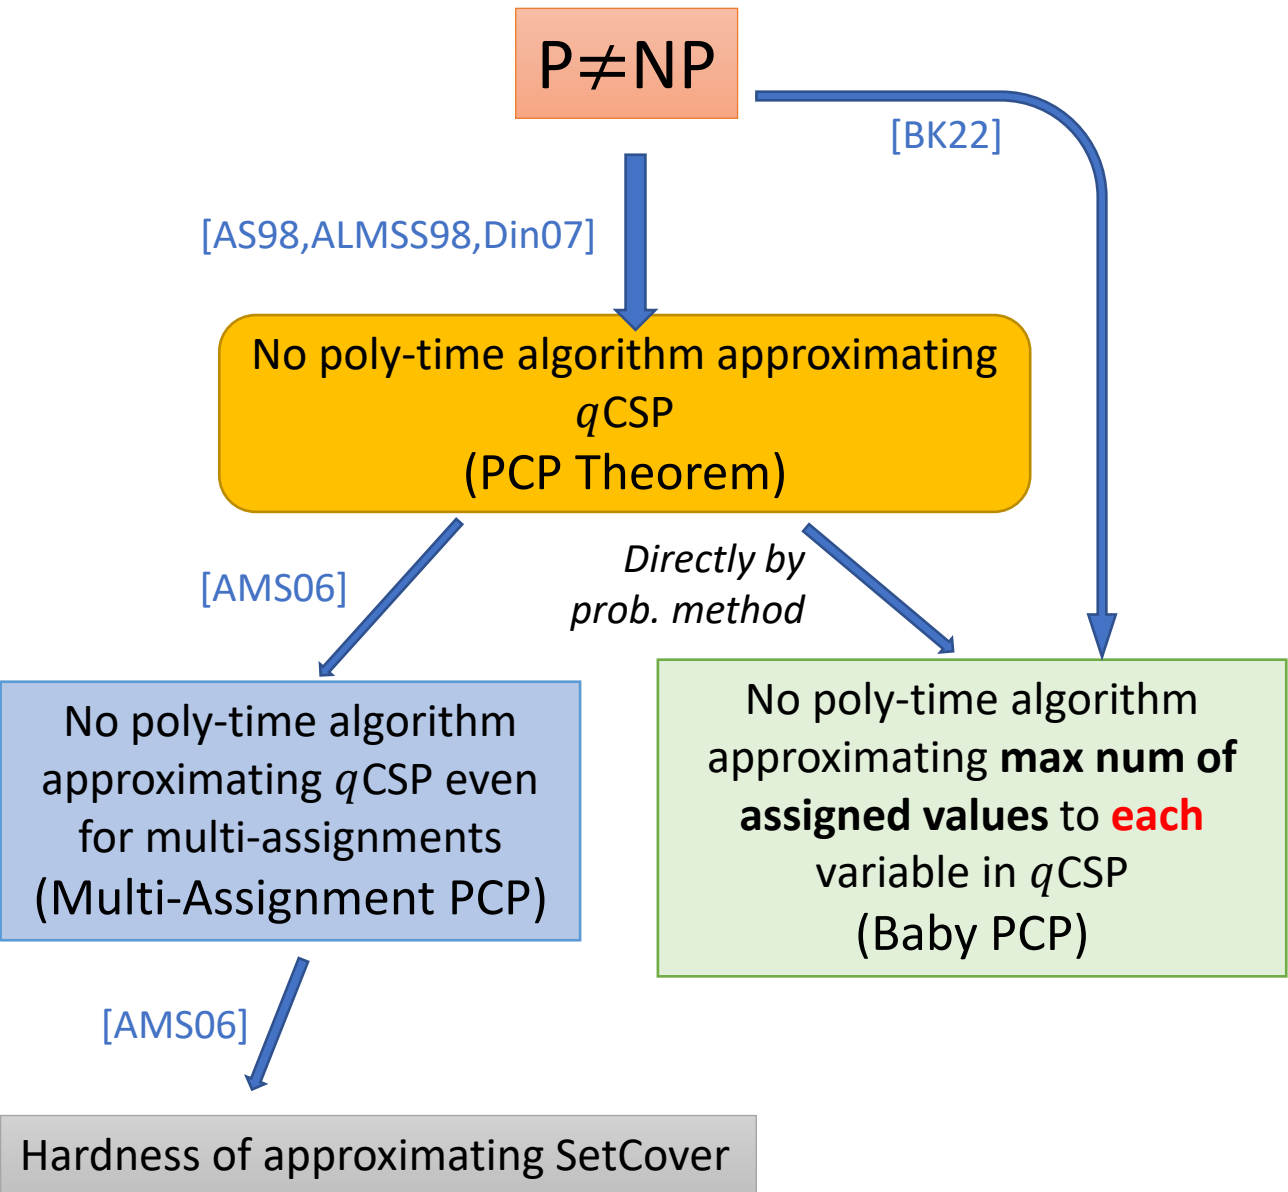 P≠NP
[BK22]
[AS98,ALMSS98,Din07]
No poly-time algorithm approximating
qCSP
(PCP Theorem)
[AMS06]
Directly by
prob. method
No poly-time algorithm
approximating qCSP even
for multi-assignments
(Multi-Assignment PCP)
No poly-time algorithm
approximating max num of
assigned values to each
variable in qCSP
(Baby PCP)
[AMS06]
Hardness of approximating SetCover